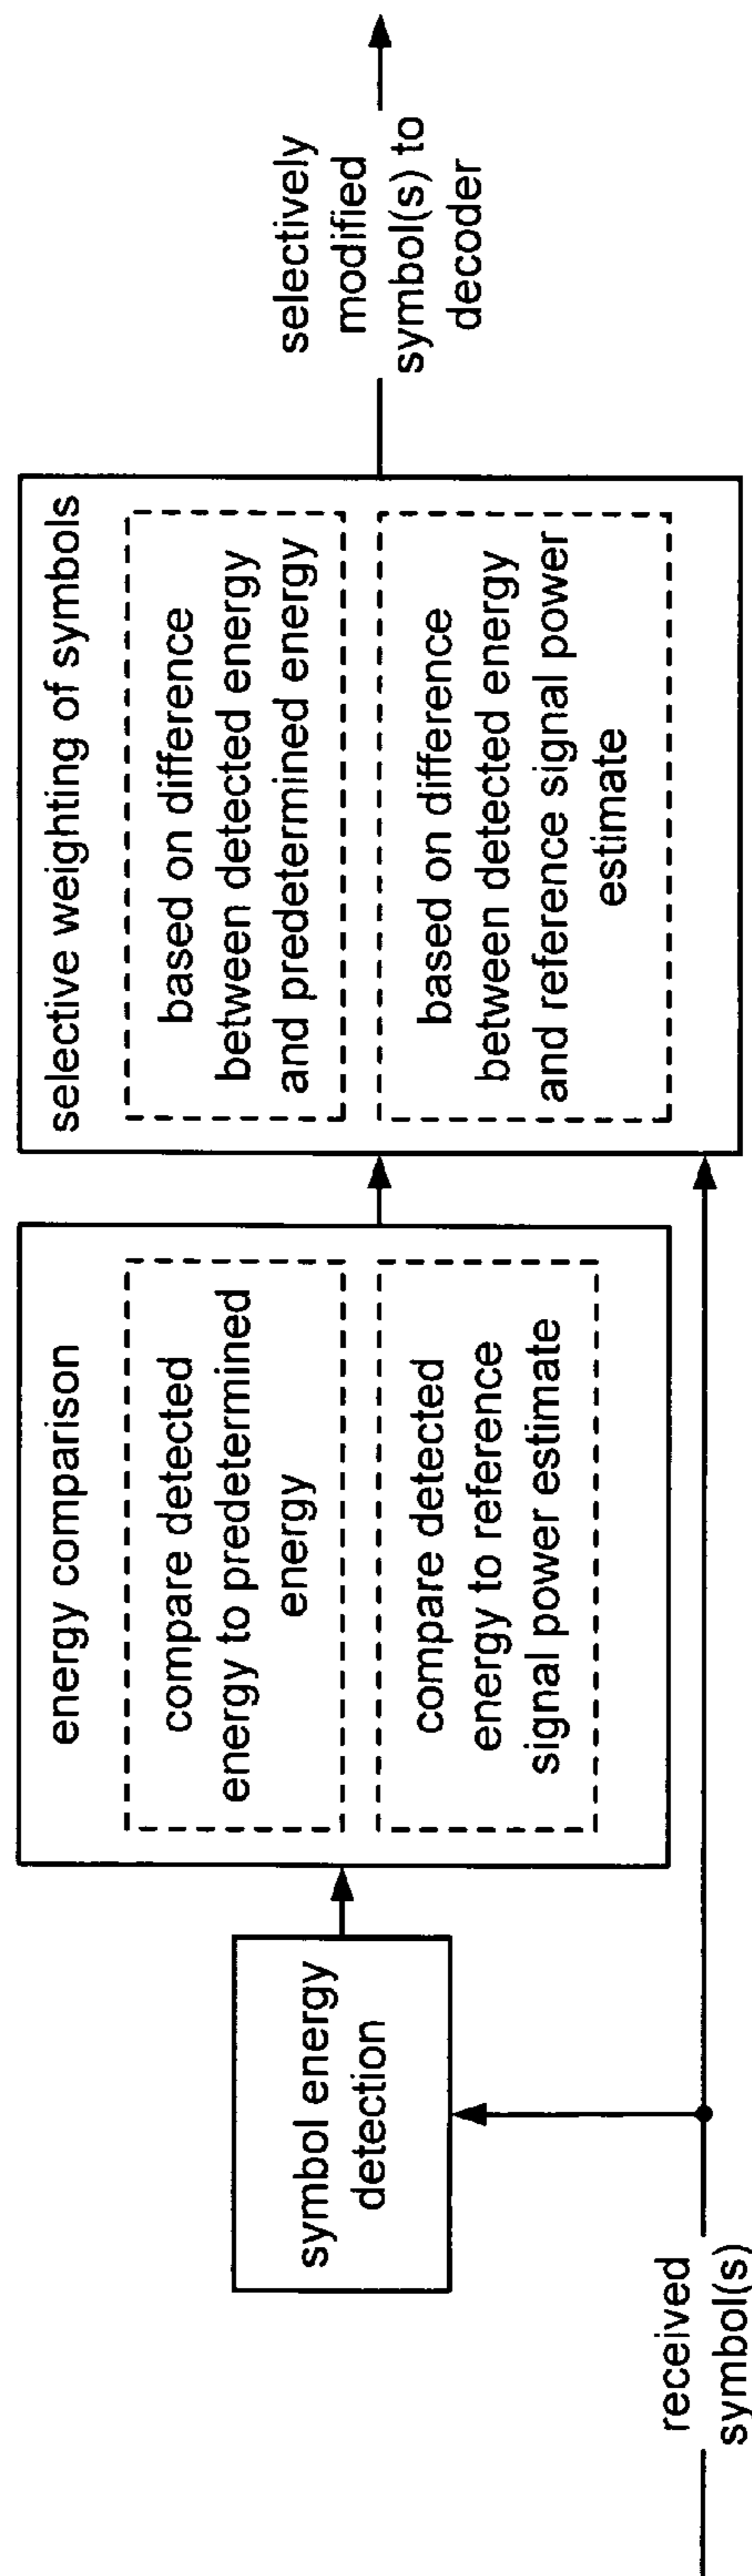 received
symbol(s)
symbol energy
detection
energy comparison
compare detected
energy to predetermined
energy
compare detected
energy to reference
signal power estimate
selective weighting of symbols
based on difference
between detected energy
and predetermined energy
based on difference
between detected energy
and reference signal power
estimate
selectively
modified
symbol(s) to
decoder